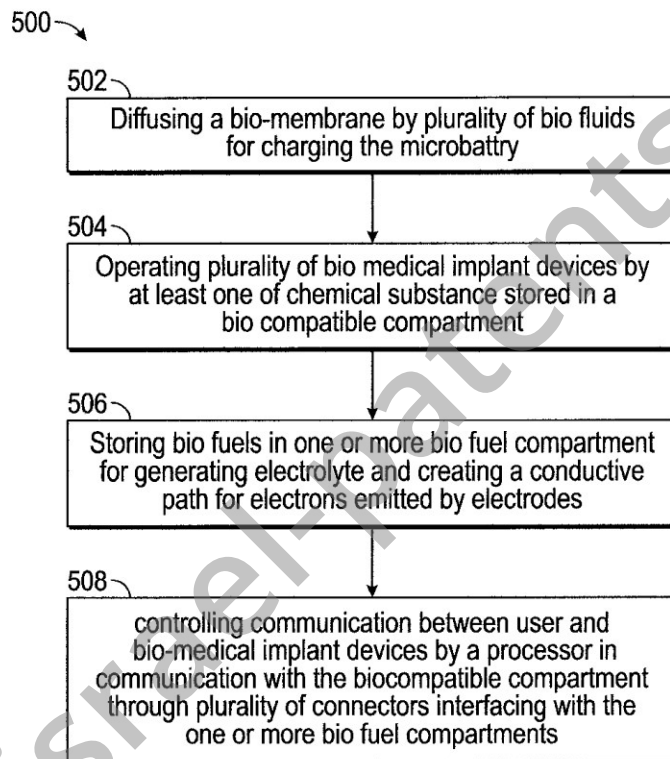 500
502
Diffusing a bio-membrane by plurality of bio fluids
for charging the microbattry
504
Operating plurality of bio medical implant devices by
at least one of chemical substance stored in a
bio compatible compartment
506
Storing bio fuels in one or more bio fuel compartment
for generating electrolyte and creating a conductive
path for electrons emitted by electrodes
508
controlling communication between user and
bio-medical implant devices by a processor in
communication with the biocompatible compartment
through plurality of connectors interfacing with the
one or more bio fuel compartments
israel-patents